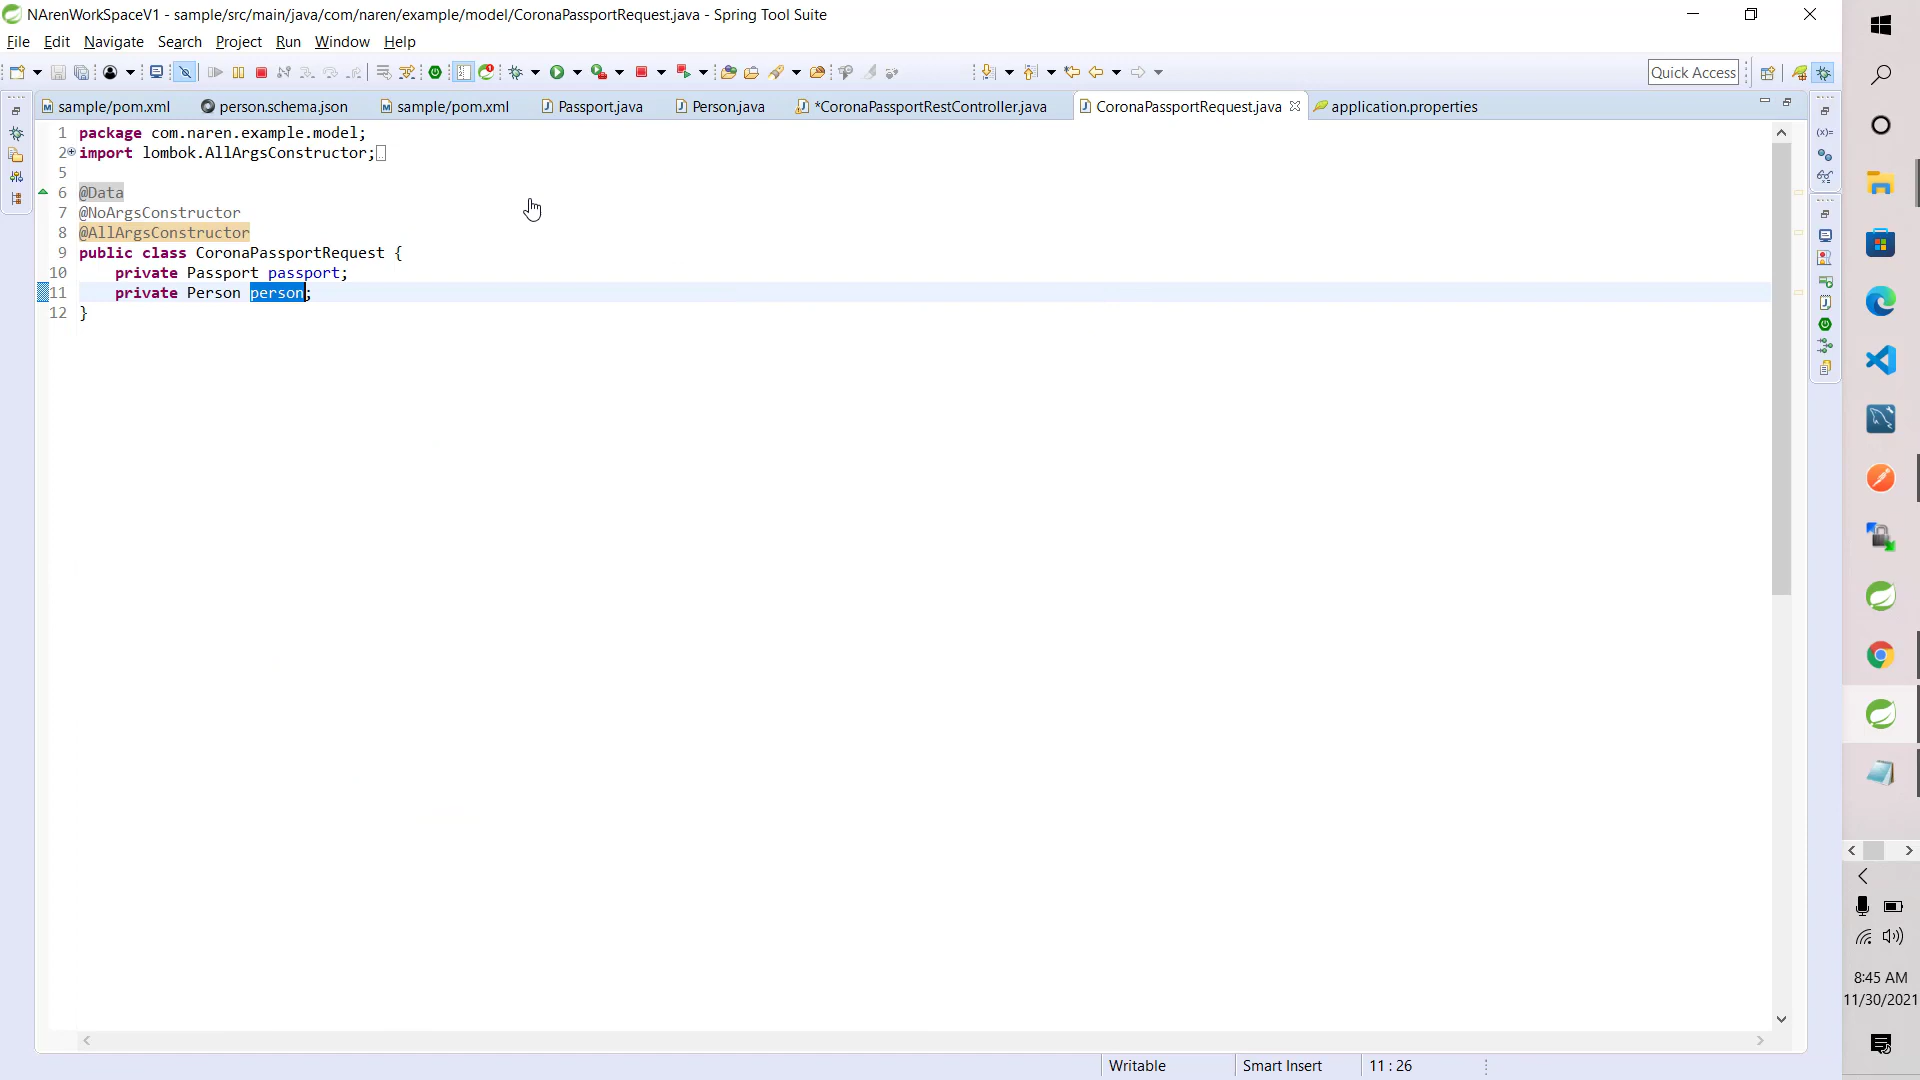 NArenWorkSpaceV1 - sample/src/main/java/com/naren/example/model/CoronaPassportRequest.java - Spring Tool Suite
File Edit Navigate Search Project Run Window Help
Quick Access
sample/pom.xml person.schema.json sample/pom.xml Passport.java Person.java *CoronaPassportRestController.java CoronaPassportRequest.java application.properties
1 package com.naren.example.model;
2 import lombok.AllArgsConstructor;
5
6 @Data
7 @NoArgsConstructor
8 @AllArgsConstructor
9 public class CoronaPassportRequest {
10 private Passport passport;
11 private Person person;
12 }
8:45 AM
11/30/2021
Writable Smart Insert 11 : 26